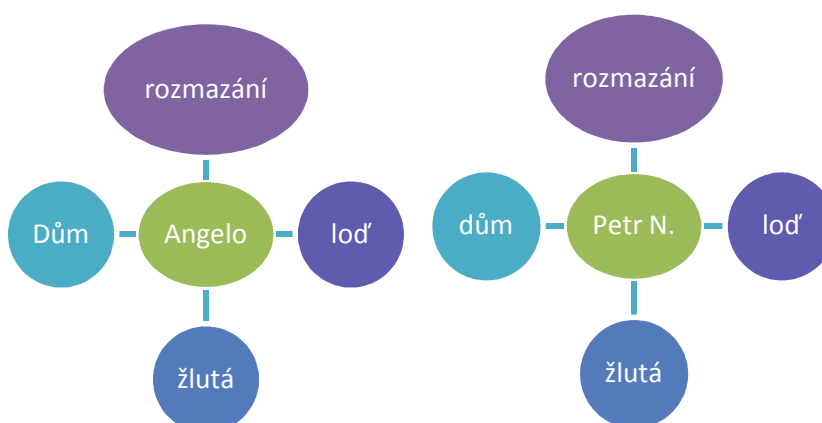 rozmazání
Dům
Angelo
loď
žlutá
rozmazání
dům
Petr N.
loď
žlutá